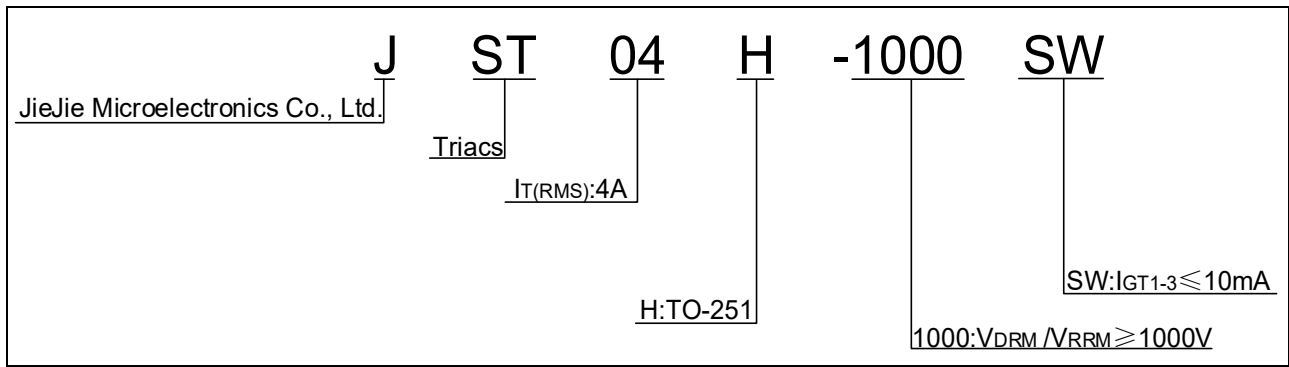 J ST 04 H -1000 SW
JieJie Microelectronics Co., Ltd.
Triacs
IT(RMS):4A
SW:IGT1-3≤10mA
H:TO-251
1000:VDRM /VRRM≥1000V